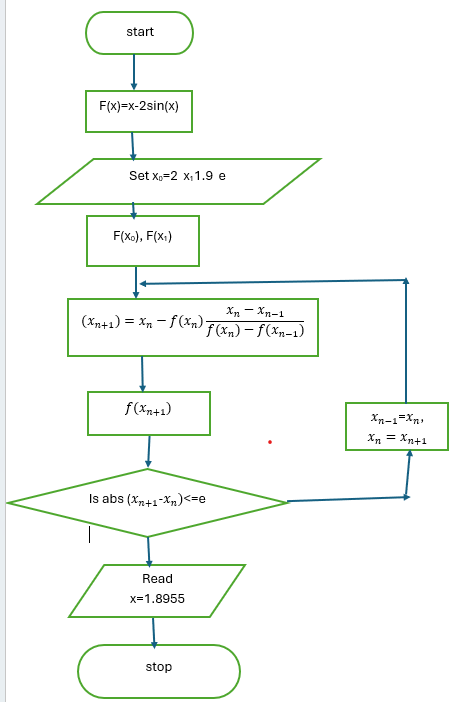 start
F(x)=x-2sin(x)
Set x₀=2 x₁1.9 e
F(x₀), F(x₁)
(xₙ₊₁) = xₙ − f(xₙ) (xₙ − xₙ₋₁)/(f(xₙ) − f(xₙ₋₁))
f(xₙ₊₁)
xₙ₋₁=xₙ,
xₙ = xₙ₊₁
Is abs (xₙ₊₁-xₙ)<=e
Read
x=1.8955
stop